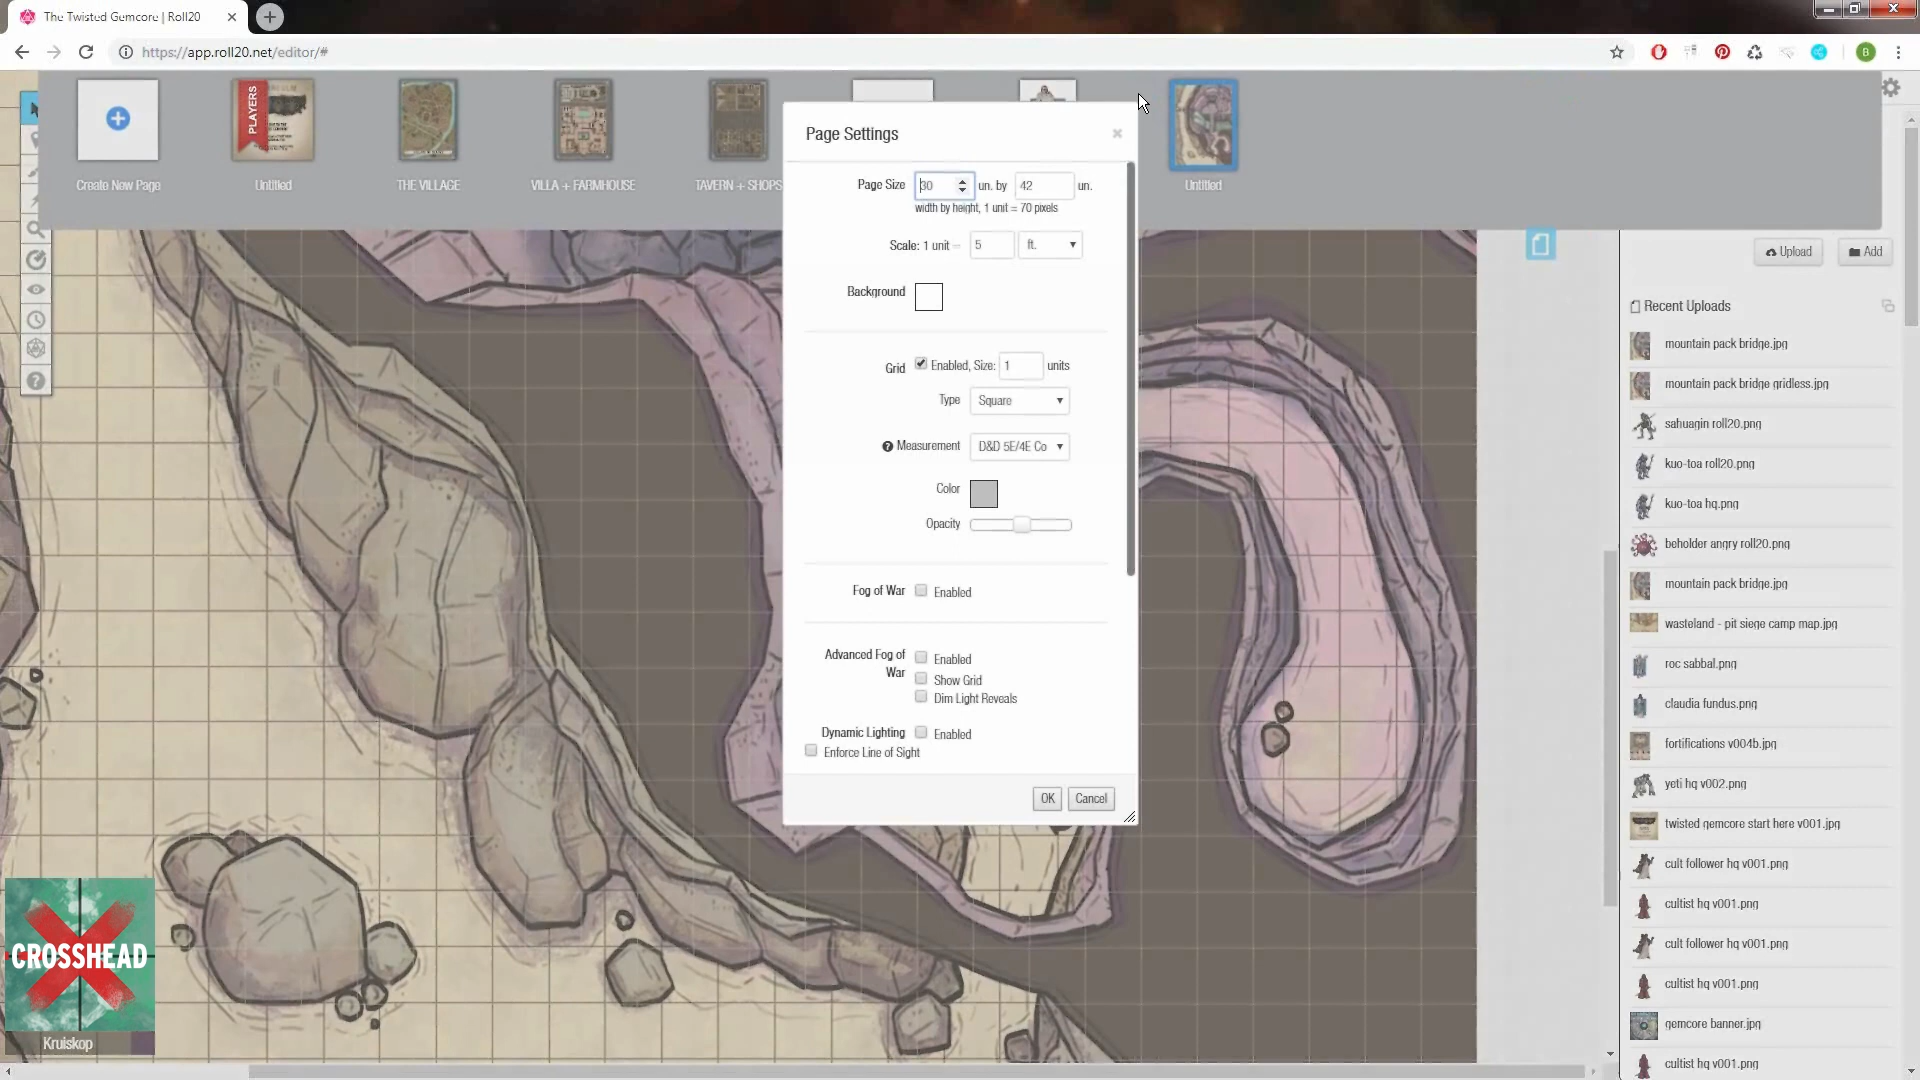 The Twisted Gemcore | Roll20
https://app.roll20.net/editor/#
B
PLAYERS
Create New Page
Untitled
THE VILLAGE
VILLA + FARMHOUSE
TAVERN + SHOPS
Untitled
Page Settings
Page Size 30 un. by 42 un.
width by height, 1 unit = 70 pixels
Scale: 1 unit = 5 ft.
Background
Grid Enabled, Size: 1 units
Type Square
Measurement D&D 5E/4E Co
Color
Opacity
Fog of War Enabled
Advanced Fog of War
Enabled
Show Grid
Dim Light Reveals
Dynamic Lighting Enabled
Enforce Line of Sight
OK Cancel
Upload Add
Recent Uploads
mountain pack bridge.jpg
mountain pack bridge gridless.jpg
sahuagin roll20.png
kuo-toa roll20.png
kuo-toa hq.png
beholder angry roll20.png
mountain pack bridge.jpg
wasteland - pit siege camp map.jpg
roc sabbal.png
claudia fundus.png
fortifications v004b.jpg
yeti hq v002.png
twisted gemcore start here v001.jpg
cult follower hq v001.png
cultist hq v001.png
cult follower hq v001.png
cultist hq v001.png
gemcore banner.jpg
cultist hq v001.png
CROSSHEAD
Kruiskop